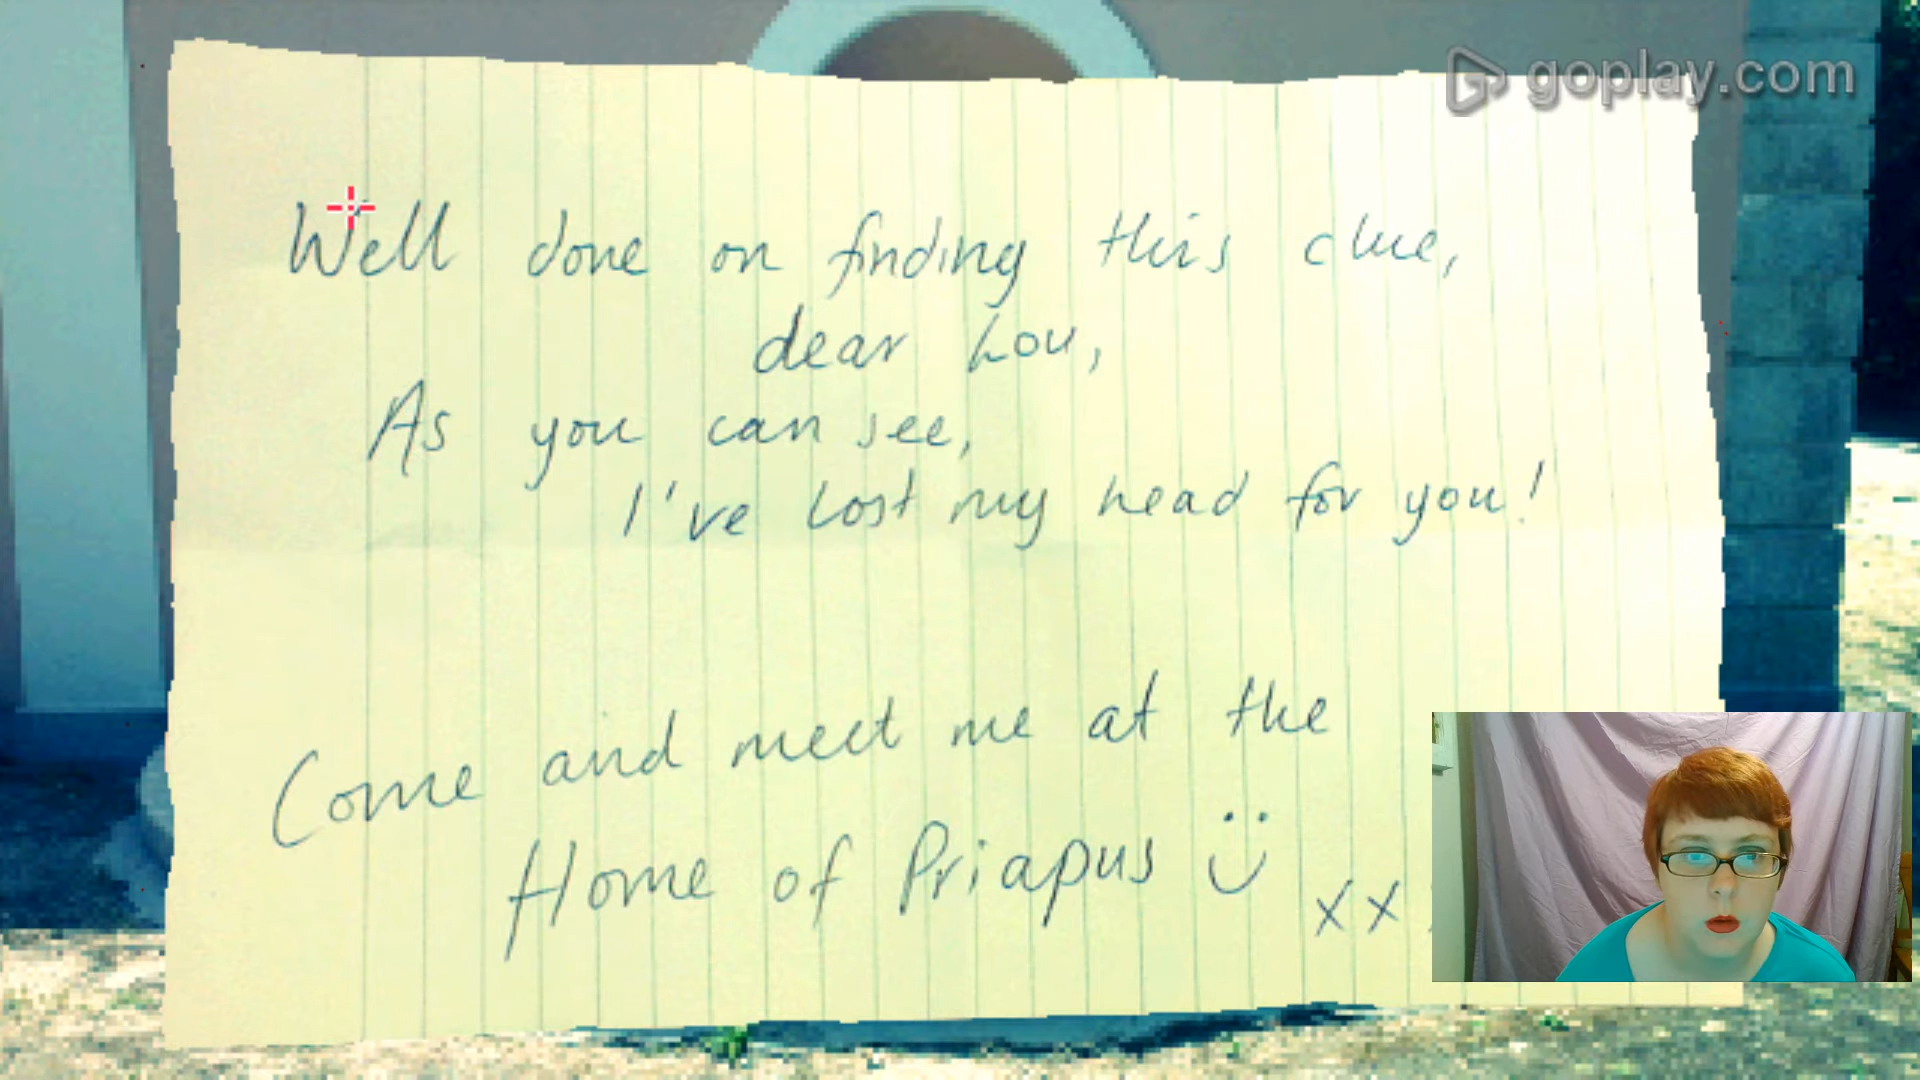 goplay.com
Well done on finding this clue,
dear Lou,
As you can see,
I've lost my head for you!
Come and meet me at the
Home of Priapus :)
xx